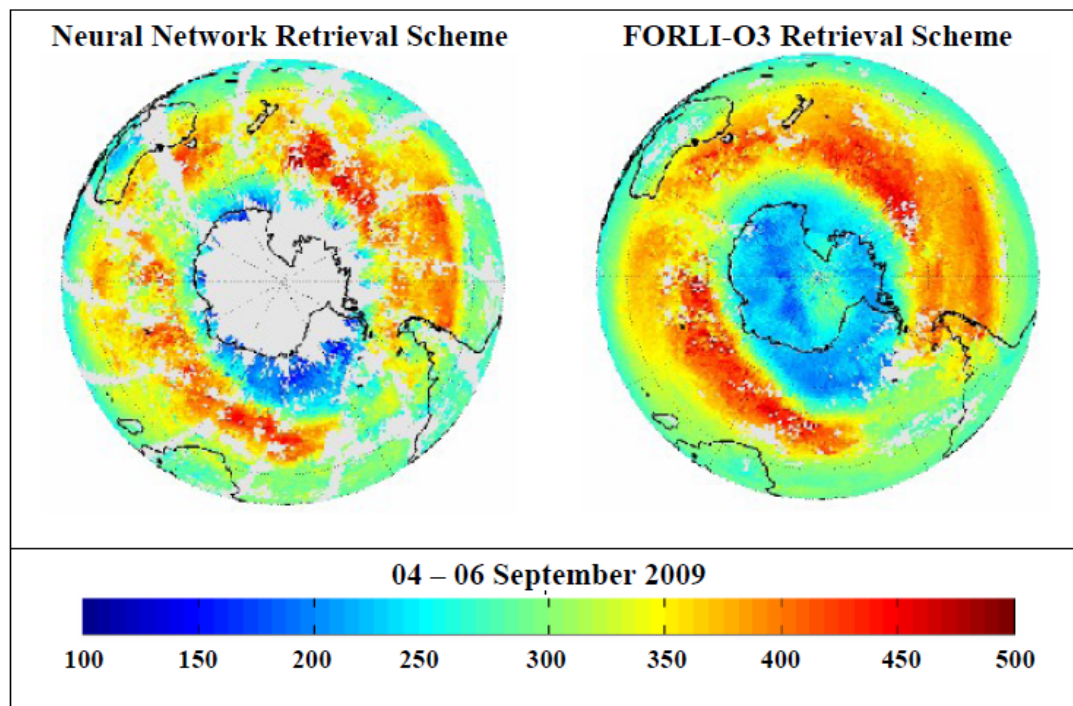 Neural Network Retrieval Scheme
FORLI-O3 Retrieval Scheme
04 – 06 September 2009
100 150 200 250 300 350 400 450 500